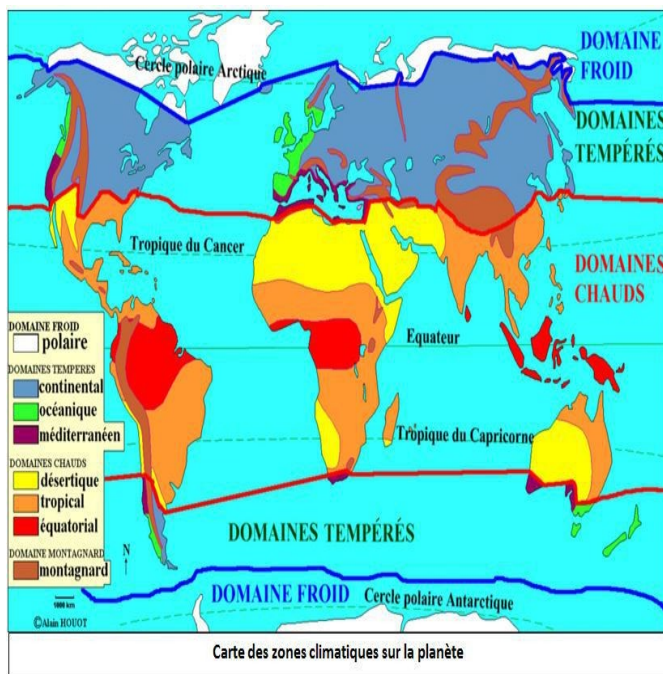 Cercle polaire Arctique
DOMAINE
FROID
DOMAINES
TEMPÉRÉS
Tropique du Cancer
DOMAINES
CHAUDS
Equateur
Tropique du Capricorne
DOMAINE FROID
polaire
DOMAINES TEMPERES
continental
océanique
méditerranéen
DOMAINES CHAUDS
désertique
tropical
équatorial
DOMAINE MONTAGNARD
montagnard
N
1000 km
©Alain HOUOT
DOMAINES TEMPÉRÉS
DOMAINE FROID
Cercle polaire Antarctique
Carte des zones climatiques sur la planète